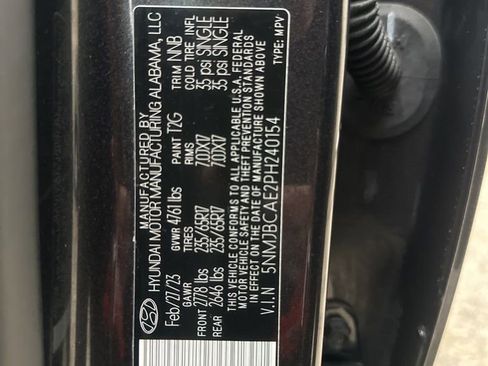 MANUFACTURED BY
HYUNDAI MOTOR MANUFACTURING ALABAMA, LLC
Feb/27/23 GVWR 4761 lbs PAINT T2G TRIM NNB
GAWR TIRES RIMS COLD TIRE INFL
FRONT 2778 lbs 235/65R17 7.0JX17 35 psi SINGLE
REAR 2646 lbs 235/65R17 7.0JX17 35 psi SINGLE
THIS VEHICLE CONFORMS TO ALL APPLICABLE U.S.A. FEDERAL
MOTOR VEHICLE SAFETY AND THEFT PREVENTION STANDARDS
IN EFFECT ON THE DATE OF MANUFACTURE SHOWN ABOVE
V.I.N 5NMJBCAE2PH240154 TYPE: MPV